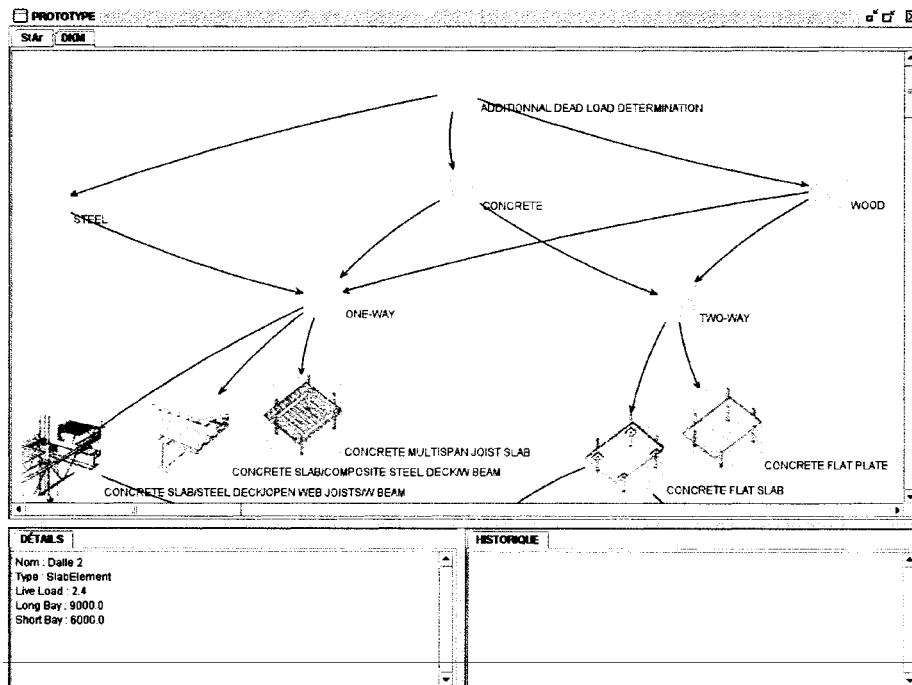 PROTOTYPE
StAr DKM
ADDITIONNAL DEAD LOAD DETERMINATION
STEEL
CONCRETE
WOOD
ONE-WAY
TWO-WAY
CONCRETE MULTISPAN JOIST SLAB
CONCRETE SLAB/COMPOSITE STEEL DECK/W BEAM
CONCRETE SLAB/STEEL DECK/OPEN WEB JOISTS/W BEAM
CONCRETE FLAT PLATE
CONCRETE FLAT SLAB
DÉTAILS
Nom : Dalle 2
Type : SlabElement
Live Load : 2.4
Long Bay : 9000.0
Short Bay : 6000.0
HISTORIQUE